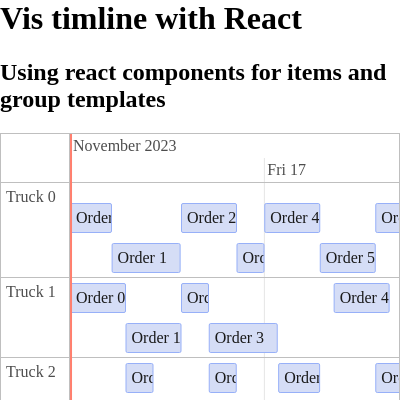 Vis timline with React
Using react components for items and
group templates
November 2023
Fri 17
Truck 0
Order
Order 2
Order 4
Or
Order 1
Orc
Order 5
Truck 1
Order 0
Orc
Order 4
Order 1
Order 3
Truck 2
Orc
Orc
Order
Or